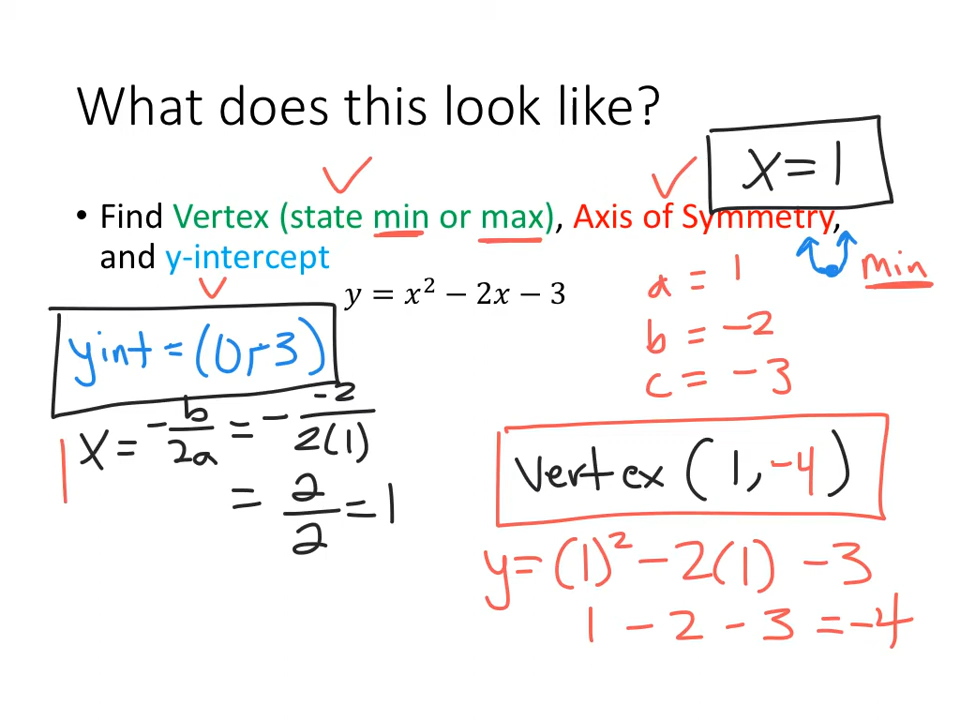 What does this look like?
x=1
• Find Vertex (state min or max), Axis of Symmetry,
and y-intercept
min
y = x² − 2x − 3
a = 1
b = -2
c = -3
yint = (0,-3)
x = -b/2a = - -2/2(1)
= 2/2 = 1
Vertex (1,-4)
y=(1)² - 2(1) - 3
1 - 2 - 3 = -4